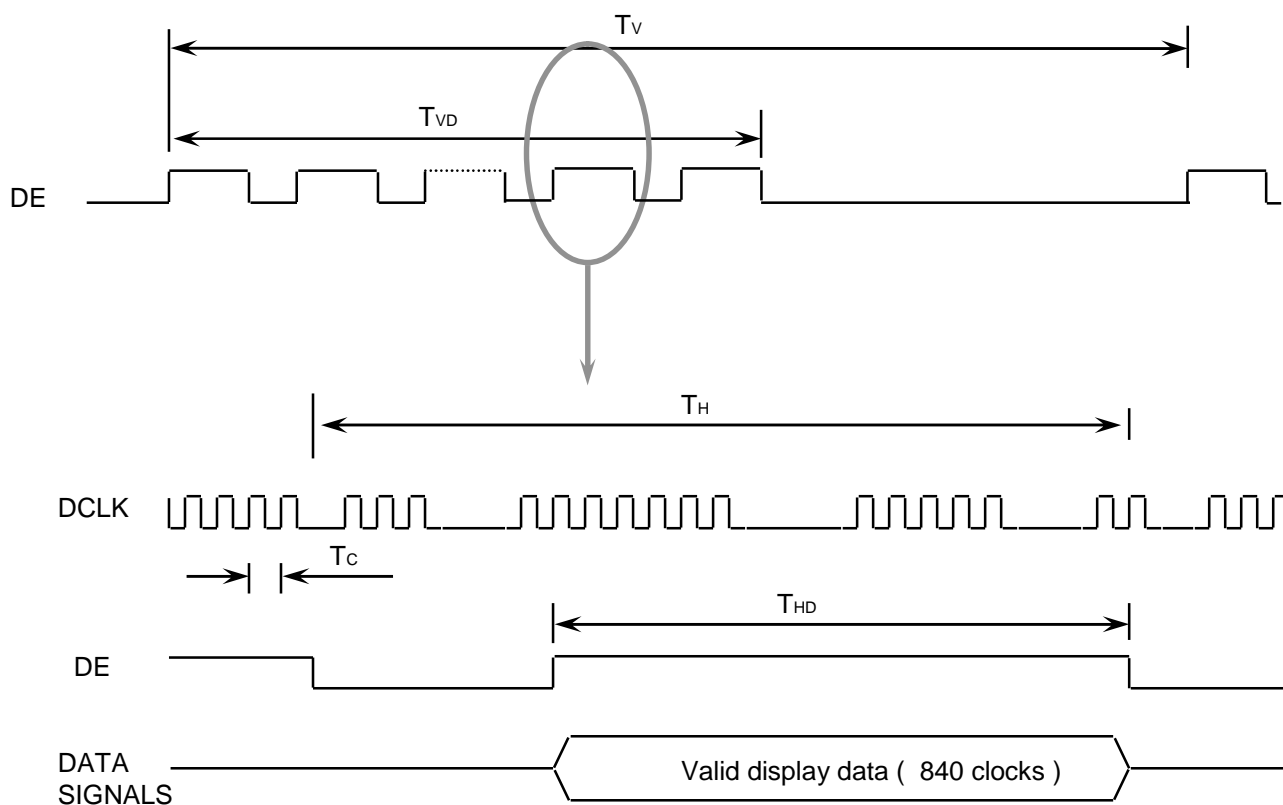 TV
TVD
DE
TH
DCLK
TC
THD
DE
DATA
SIGNALS
Valid display data ( 840 clocks )